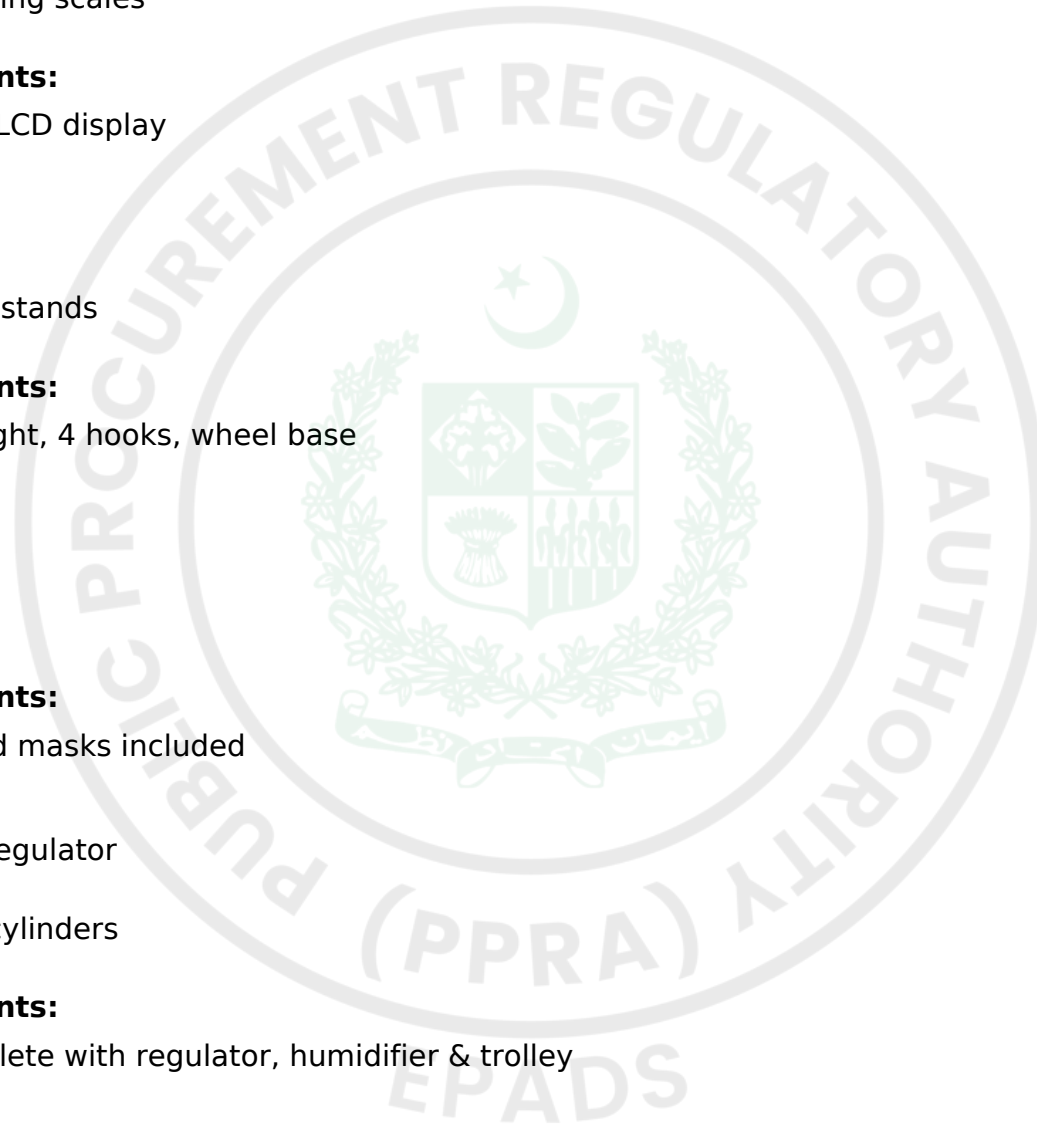 ing scales
nts:
LCD display
stands
nts:
ght, 4 hooks, wheel base
nts:
d masks included
egulator
cylinders
nts:
lete with regulator, humidifier & trolley
PUBLIC PROCUREMENT REGULATORY AUTHORITY
(PPRA)
EPADS